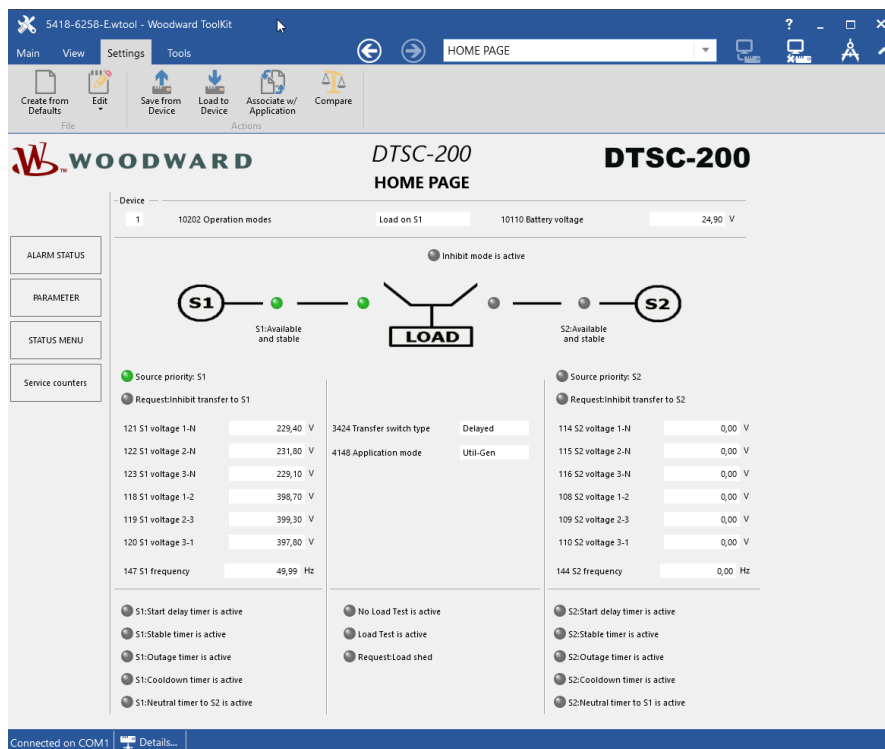 5418-6258-E.wtool - Woodward ToolKit
?
Main View Settings Tools HOME PAGE
Create from Defaults Edit Save from Device Load to Device Associate w/ Application Compare
File Actions
WOODWARD DTSC-200 DTSC-200
HOME PAGE
Device
1 10202 Operation modes Load on S1 10110 Battery voltage 24,90 V
ALARM STATUS
Inhibit mode is active
PARAMETER
S1 S2
S1:Available and stable
LOAD
S2:Available and stable
STATUS MENU
Service counters
Source priority: S1
Request:Inhibit transfer to S1
121 S1 voltage 1-N 229,40 V
122 S1 voltage 2-N 231,80 V
123 S1 voltage 3-N 229,10 V
118 S1 voltage 1-2 398,70 V
119 S1 voltage 2-3 399,30 V
120 S1 voltage 3-1 397,80 V
147 S1 frequency 49,99 Hz
3424 Transfer switch type Delayed
4148 Application mode Util-Gen
Source priority: S2
Request:Inhibit transfer to S2
114 S2 voltage 1-N 0,00 V
115 S2 voltage 2-N 0,00 V
116 S2 voltage 3-N 0,00 V
108 S2 voltage 1-2 0,00 V
109 S2 voltage 2-3 0,00 V
110 S2 voltage 3-1 0,00 V
144 S2 frequency 0,00 Hz
S1:Start delay timer is active
S1:Stable timer is active
S1:Outage timer is active
S1:Cooldown timer is active
S1:Neutral timer to S2 is active
No Load Test is active
Load Test is active
Request:Load shed
S2:Start delay timer is active
S2:Stable timer is active
S2:Outage timer is active
S2:Cooldown timer is active
S2:Neutral timer to S1 is active
Connected on COM1 Details...